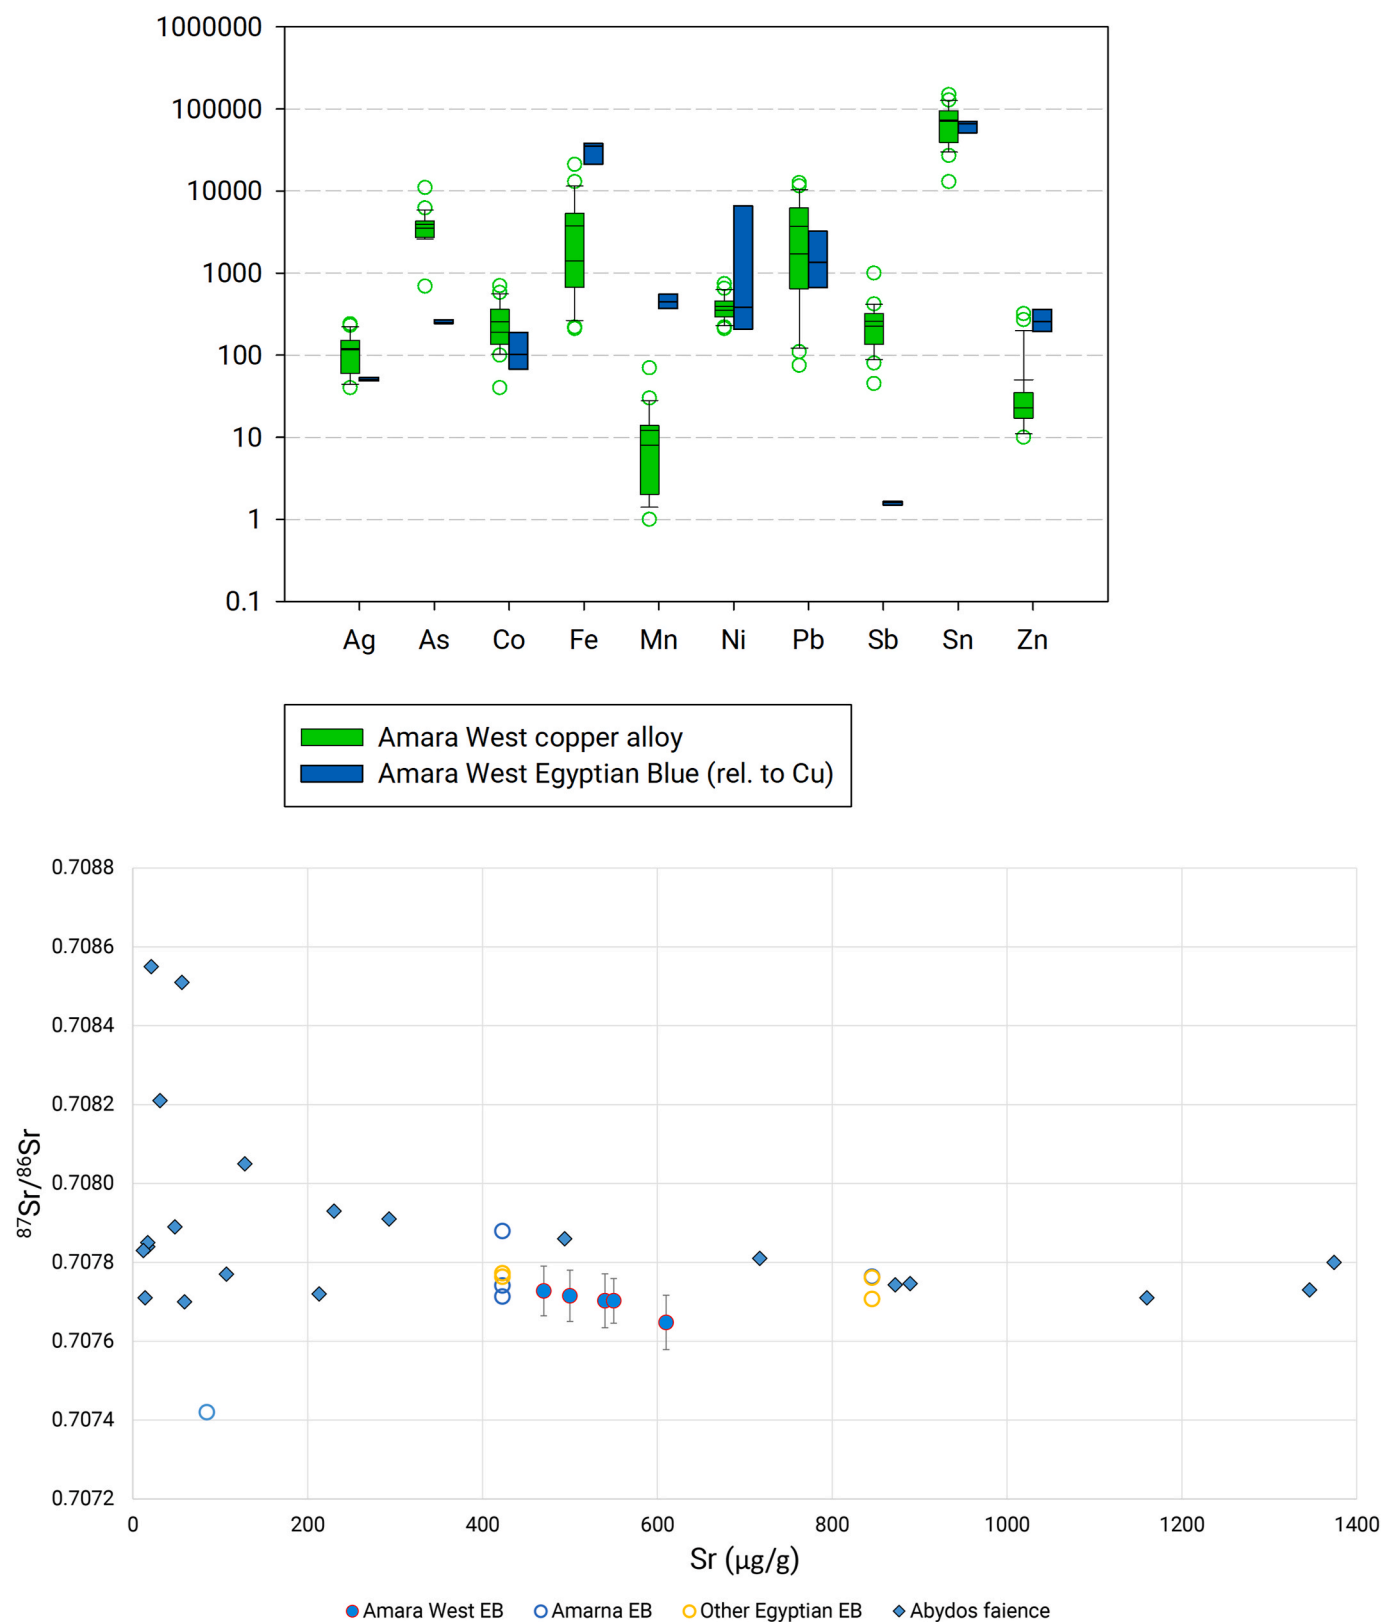 1000000
100000
10000
1000
100
10
1
0.1
Ag As Co Fe Mn Ni Pb Sb Sn Zn
Amara West copper alloy
Amara West Egyptian Blue (rel. to Cu)
0.7088
0.7086
0.7084
0.7082
0.7080
0.7078
0.7076
0.7074
0.7072
⁸⁷Sr/⁸⁶Sr
0 200 400 600 800 1000 1200 1400
Sr (µg/g)
Amara West EB Amarna EB Other Egyptian EB Abydos faience